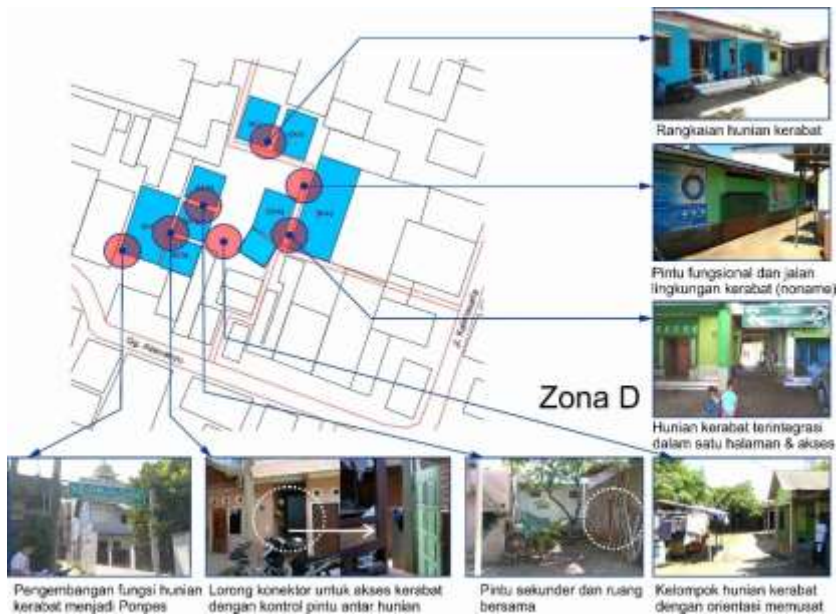 Rangkaian hunian kerabat
Pintu fungsional dan jalan
lingkungan kerabat (noname)
Zona D
Hunian kerabat terintegrasi
dalam satu halaman & akses
Pengembangan fungsi hunian
kerabat menjadi Ponpes
Lorong konektor untuk akses kerabat
dengan kontrol pintu antar hunian
Pintu sekunder dan ruang
bersama
Kelompok hunian kerabat
dengan orientasi memusat